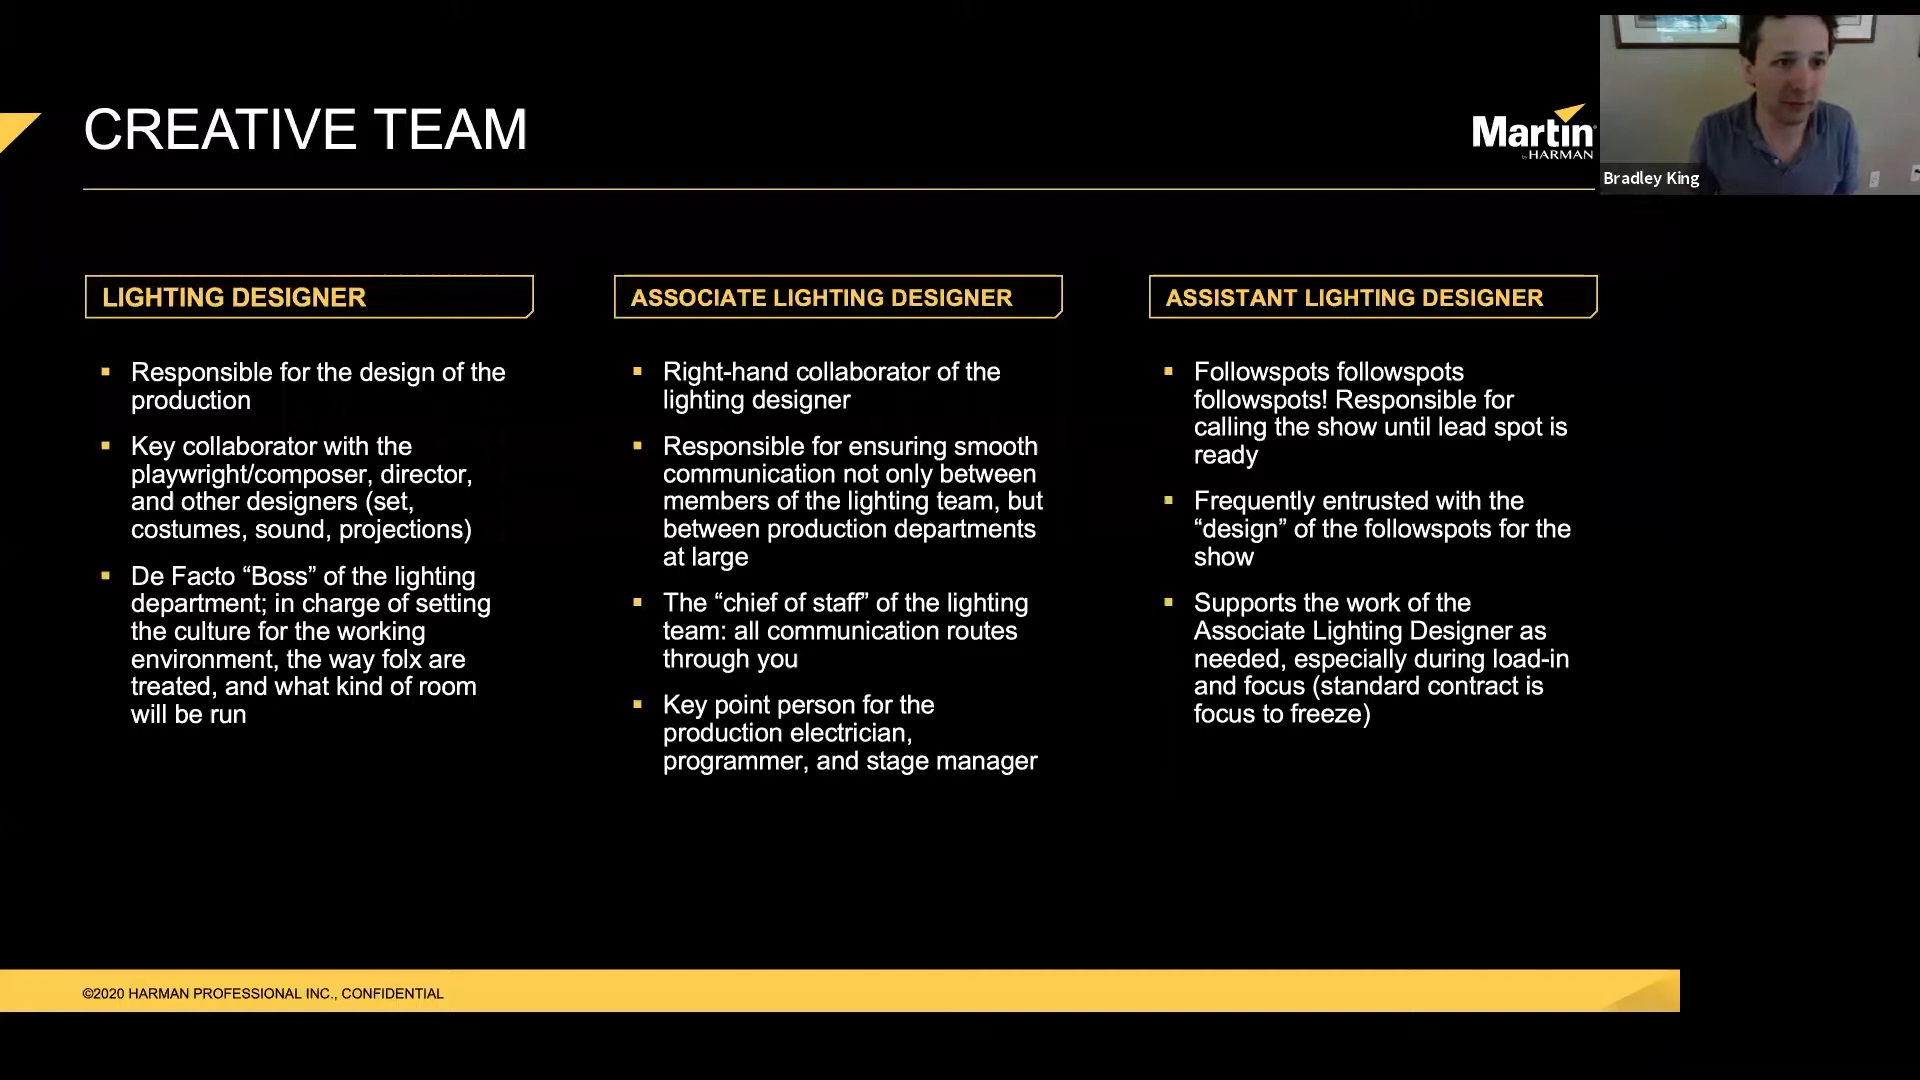 CREATIVE TEAM
Martin
by HARMAN
Bradley King
LIGHTING DESIGNER
▪ Responsible for the design of the
production
▪ Key collaborator with the
playwright/composer, director,
and other designers (set,
costumes, sound, projections)
▪ De Facto “Boss” of the lighting
department; in charge of setting
the culture for the working
environment, the way folx are
treated, and what kind of room
will be run
ASSOCIATE LIGHTING DESIGNER
▪ Right-hand collaborator of the
lighting designer
▪ Responsible for ensuring smooth
communication not only between
members of the lighting team, but
between production departments
at large
▪ The “chief of staff” of the lighting
team: all communication routes
through you
▪ Key point person for the
production electrician,
programmer, and stage manager
ASSISTANT LIGHTING DESIGNER
▪ Followspots followspots
followspots! Responsible for
calling the show until lead spot is
ready
▪ Frequently entrusted with the
“design” of the followspots for the
show
▪ Supports the work of the
Associate Lighting Designer as
needed, especially during load-in
and focus (standard contract is
focus to freeze)
©2020 HARMAN PROFESSIONAL INC., CONFIDENTIAL